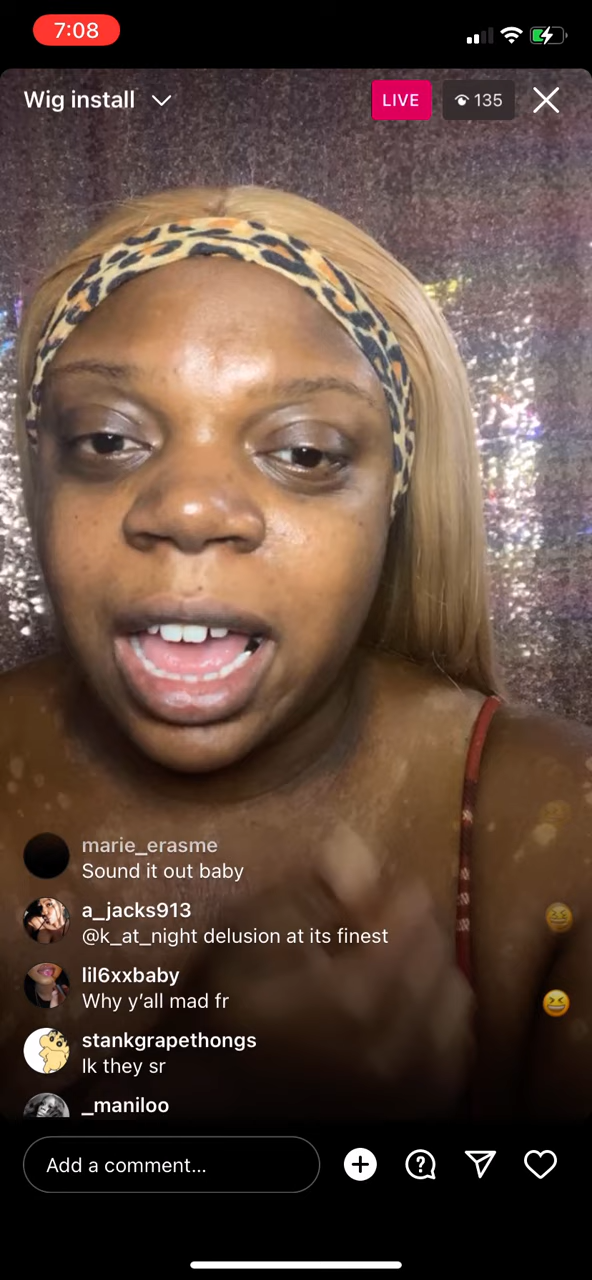 7:08
Wig install
LIVE
135
marie_erasme
Sound it out baby
a_jacks913
@k_at_night delusion at its finest
lil6xxbaby
Why y’all mad fr
stankgrapethongs
Ik they sr
_maniloo
Add a comment...